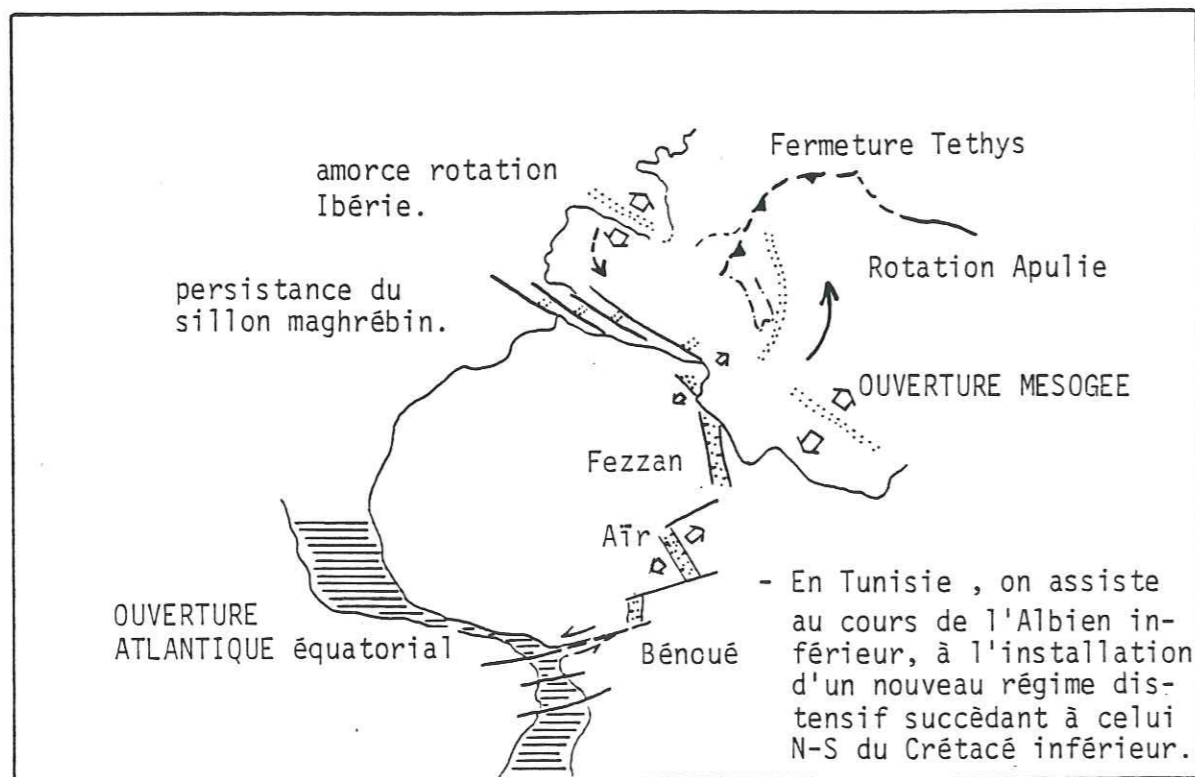 Fermeture Tethys
amorce rotation
Ibérie.
Rotation Apulie
persistance du
sillon maghrébin.
OUVERTURE MESOGEE
Fezzan
Aïr
OUVERTURE
ATLANTIQUE équatorial
Bénoué
- En Tunisie , on assiste
au cours de l'Albien in-
férieur, à l'installation
d'un nouveau régime dis-
tensif succèdant à celui
N-S du Crétacé inférieur.